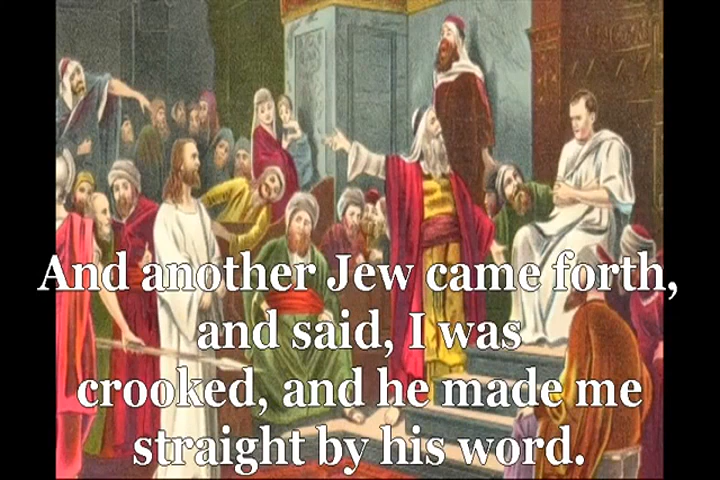 And another Jew came forth,
and said, I was
crooked, and he made me
straight by his word.